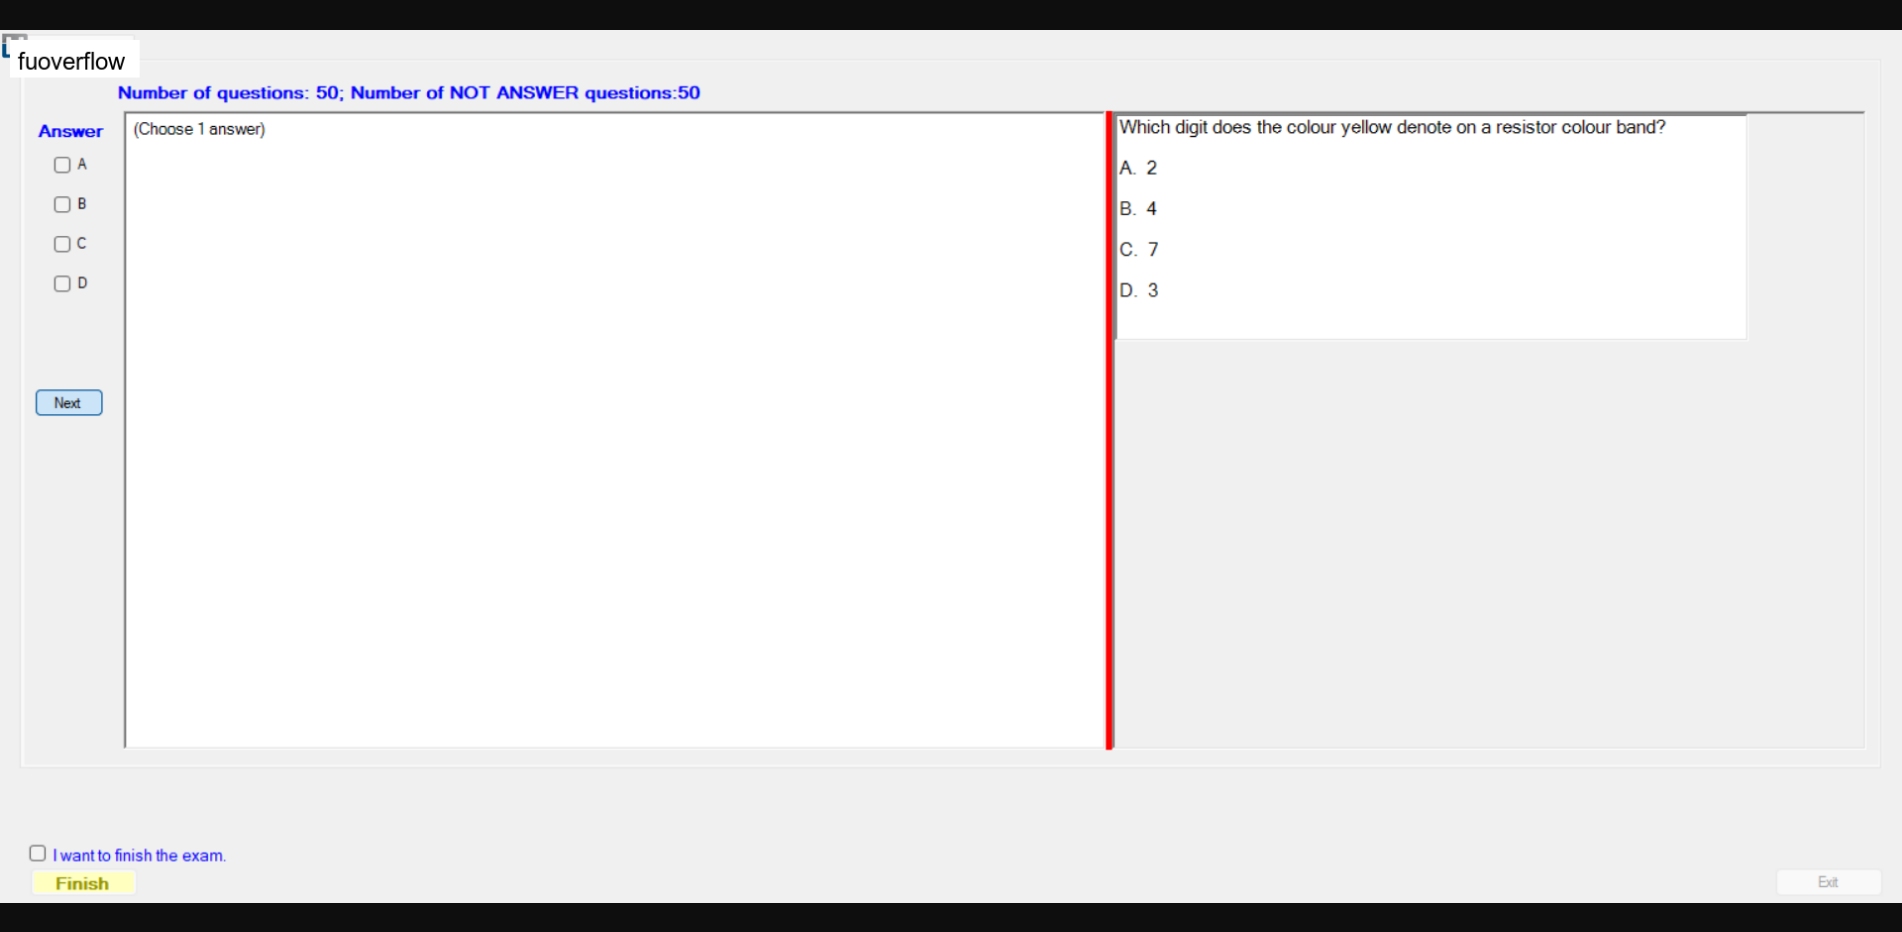 fuoverflow
Number of questions: 50; Number of NOT ANSWER questions:50
Answer
A
B
C
D
Next
(Choose 1 answer)
Which digit does the colour yellow denote on a resistor colour band?
A. 2
B. 4
C. 7
D. 3
I want to finish the exam.
Finish
Exit